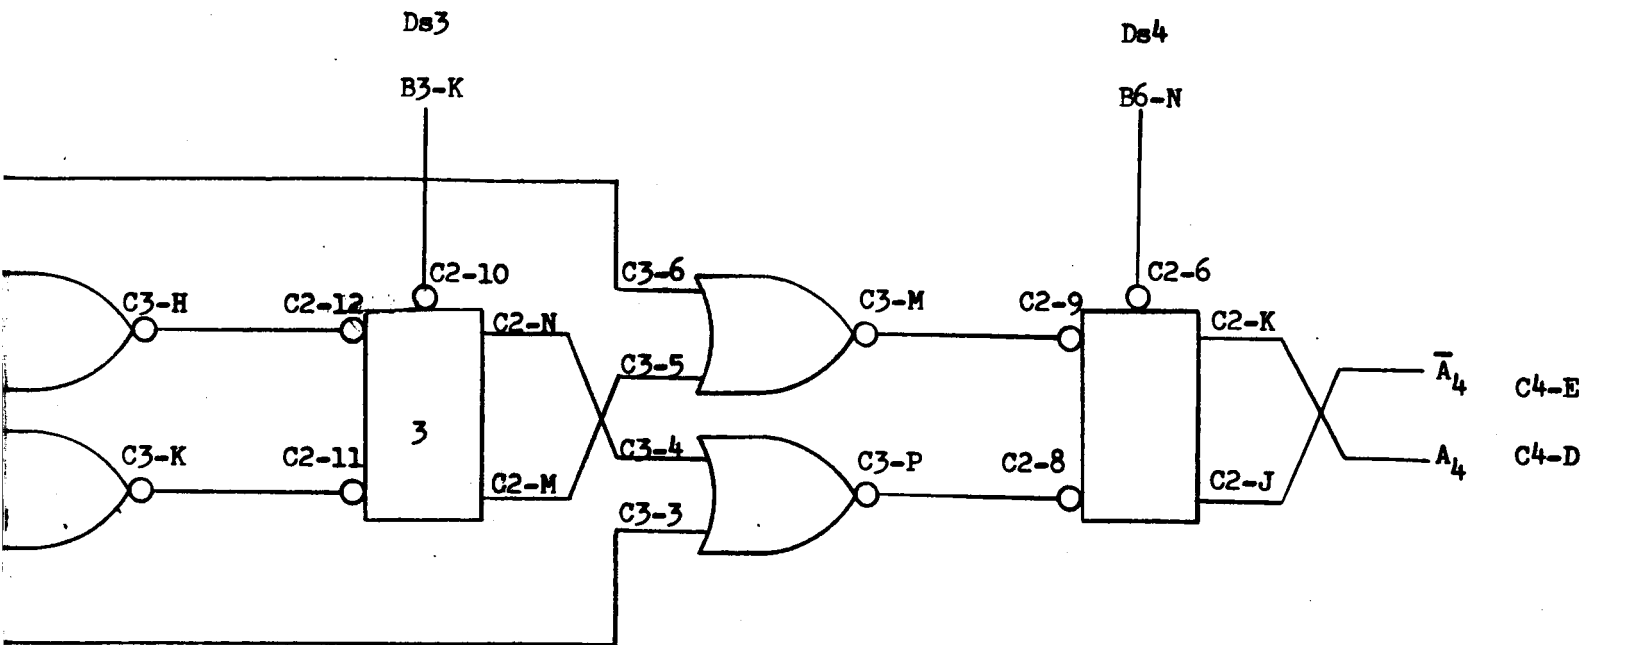 Ds3
Ds4
B3-K
B6-N
C2-10
C2-6
C3-6
C3-H
C2-12
C3-M
C2-9
C2-N
C2-K
C3-5
A̅4
C4-E
3
C3-4
C3-K
C2-11
C3-P
C2-8
A4
C4-D
C2-M
C2-J
C3-3